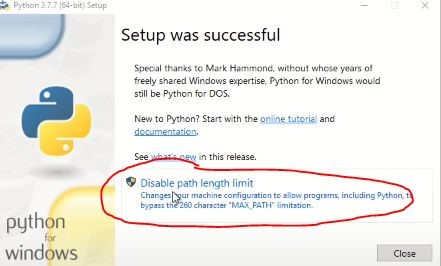 Python 3.7.7 (64-bit) Setup
Setup was successful
Special thanks to Mark Hammond, without whose years of
freely shared Windows expertise, Python for Windows would
still be Python for DOS.
New to Python? Start with the online tutorial and
documentation.
See what's new in this release.
Disable path length limit
Changes your machine configuration to allow programs, including Python, to
bypass the 260 character "MAX_PATH" limitation.
python
for
windows
Close